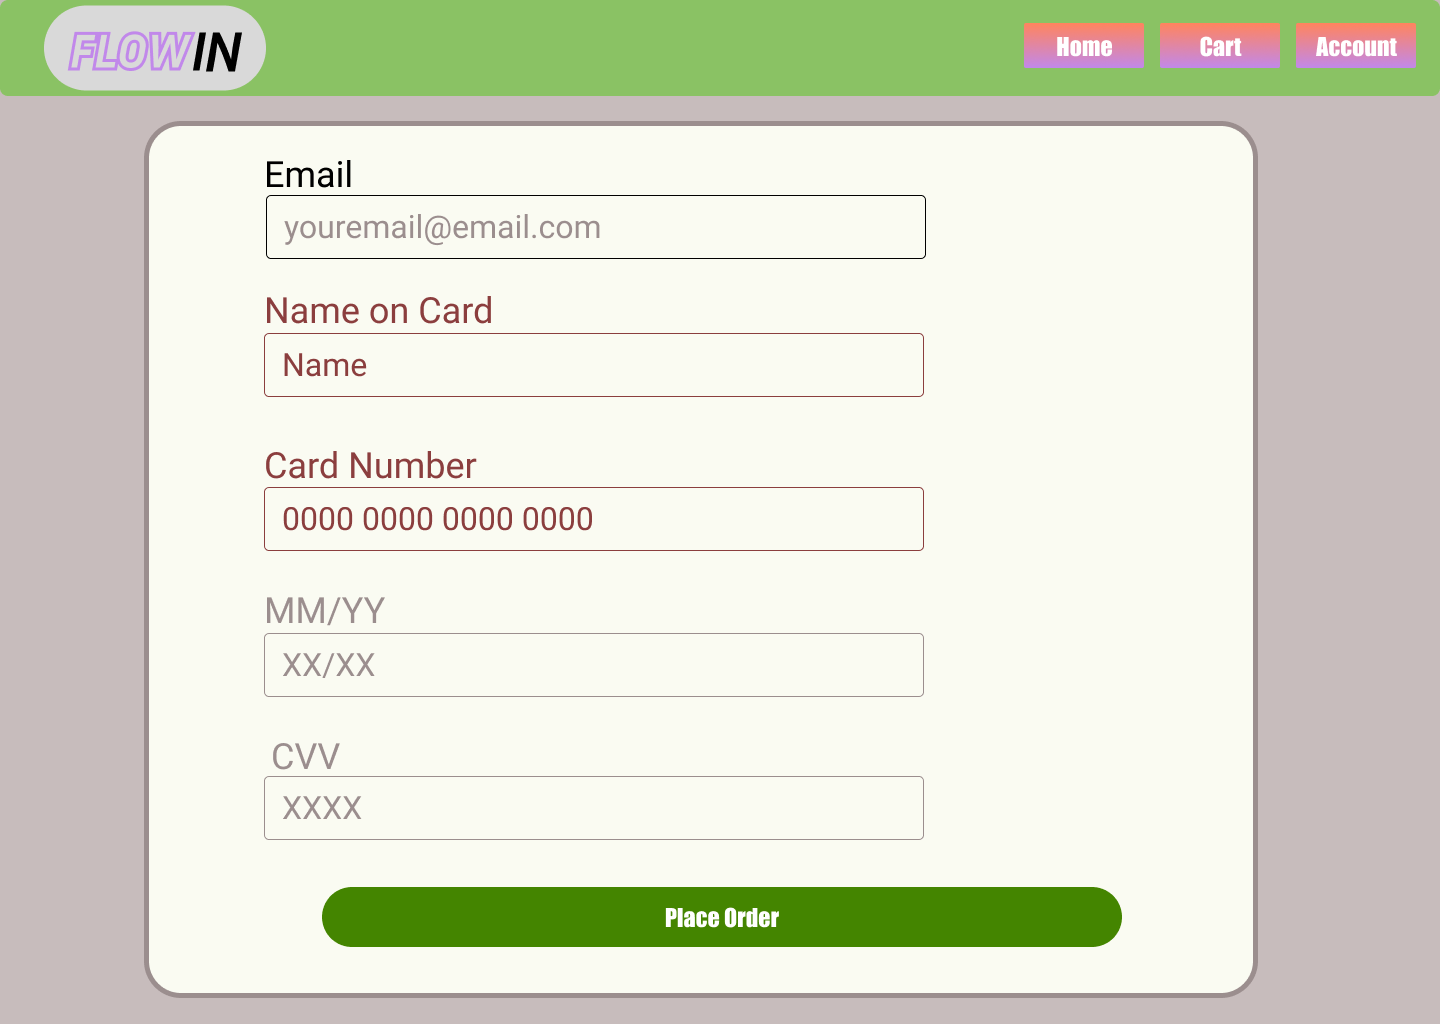 FLOWIN
Home
Cart
Account
Email
youremail@email.com
Name on Card
Name
Card Number
0000 0000 0000 0000
MM/YY
XX/XX
CVV
XXXX
Place Order